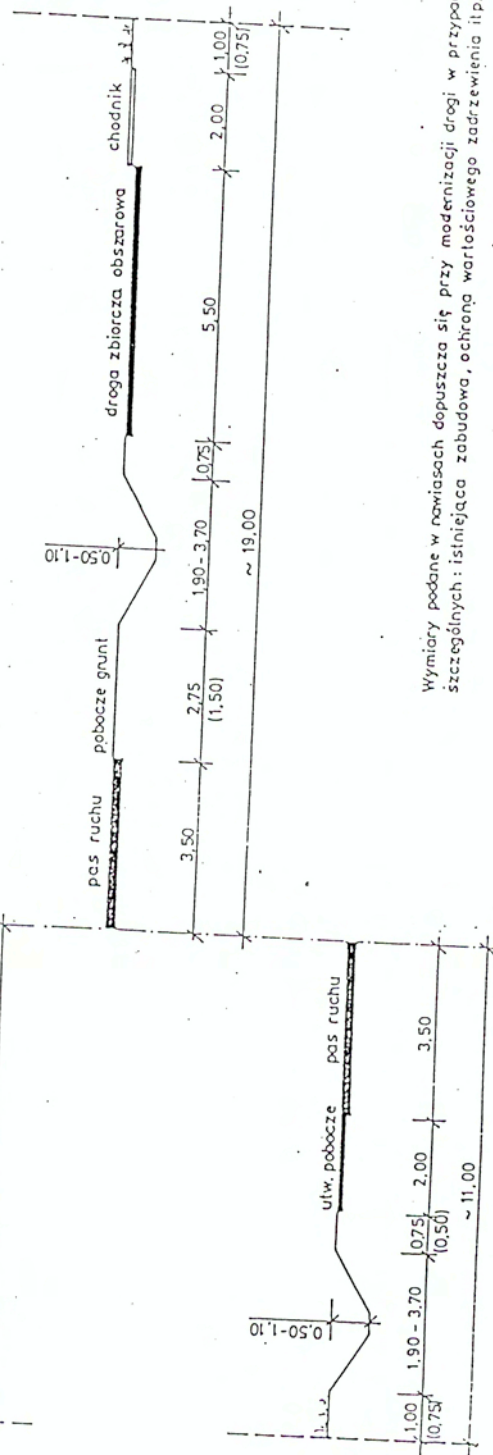 pas ruchu pobocze grunt droga zbiorcza obszarowa chodnik
0,50-1,10
3,50 2,75 1,90-3,70 0,75 5,50 2,00 1,00
(1,50) (0,75)
~ 19,00
utw. pobocze pas ruchu
0,50-1,10
1,00 1,90-3,70 0,75 2,00 3,50
(0,75) (0,50)
~ 11,00
Wymiary podane w nawiasach dopuszcza się przy modernizacji drogi w
szczególnych : istniejąca zabudowa, ochrona wartościowego zadrzewienia itp.